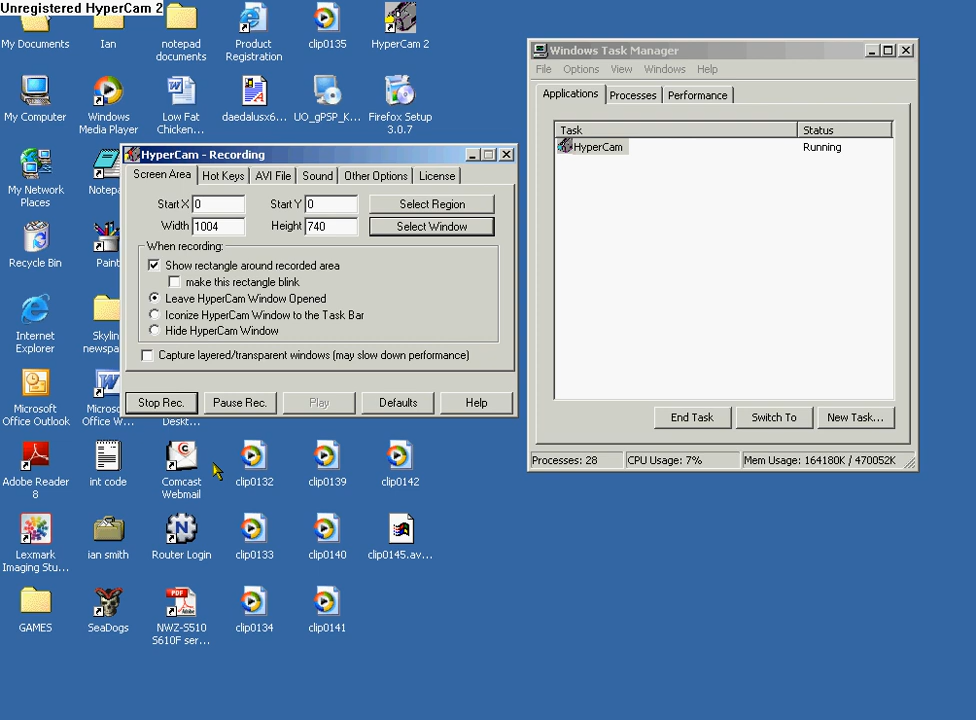 Unregistered HyperCam 2
My Documents
Ian
notepad
documents
Product
Registration
clip0135
HyperCam 2
My Computer
Windows
Media Player
Low Fat
Chicken...
daedalusx6...
UO_gPSP_K...
Firefox Setup
3.0.7
My Network
Places
Notep
Recycle Bin
Paint
Internet
Explorer
Skylin
newspa
Microsoft
Office Outlook
Micros
Office W...
Deskt...
Adobe Reader
8
int code
Comcast
Webmail
clip0132
clip0139
clip0142
Lexmark
Imaging Stu...
ian smith
Router Login
clip0133
clip0140
clip0145.av...
GAMES
SeaDogs
NWZ-S510
S610F ser...
clip0134
clip0141
HyperCam - Recording
Screen Area Hot Keys AVI File Sound Other Options License
Start X 0 Start Y 0 Select Region
Width 1004 Height 740 Select Window
When recording:
Show rectangle around recorded area
make this rectangle blink
Leave HyperCam Window Opened
Iconize HyperCam Window to the Task Bar
Hide HyperCam Window
Capture layered/transparent windows (may slow down performance)
Stop Rec. Pause Rec. Play Defaults Help
Windows Task Manager
File Options View Windows Help
Applications Processes Performance
Task Status
HyperCam Running
End Task Switch To New Task...
Processes: 28 CPU Usage: 7% Mem Usage: 164180K / 470052K